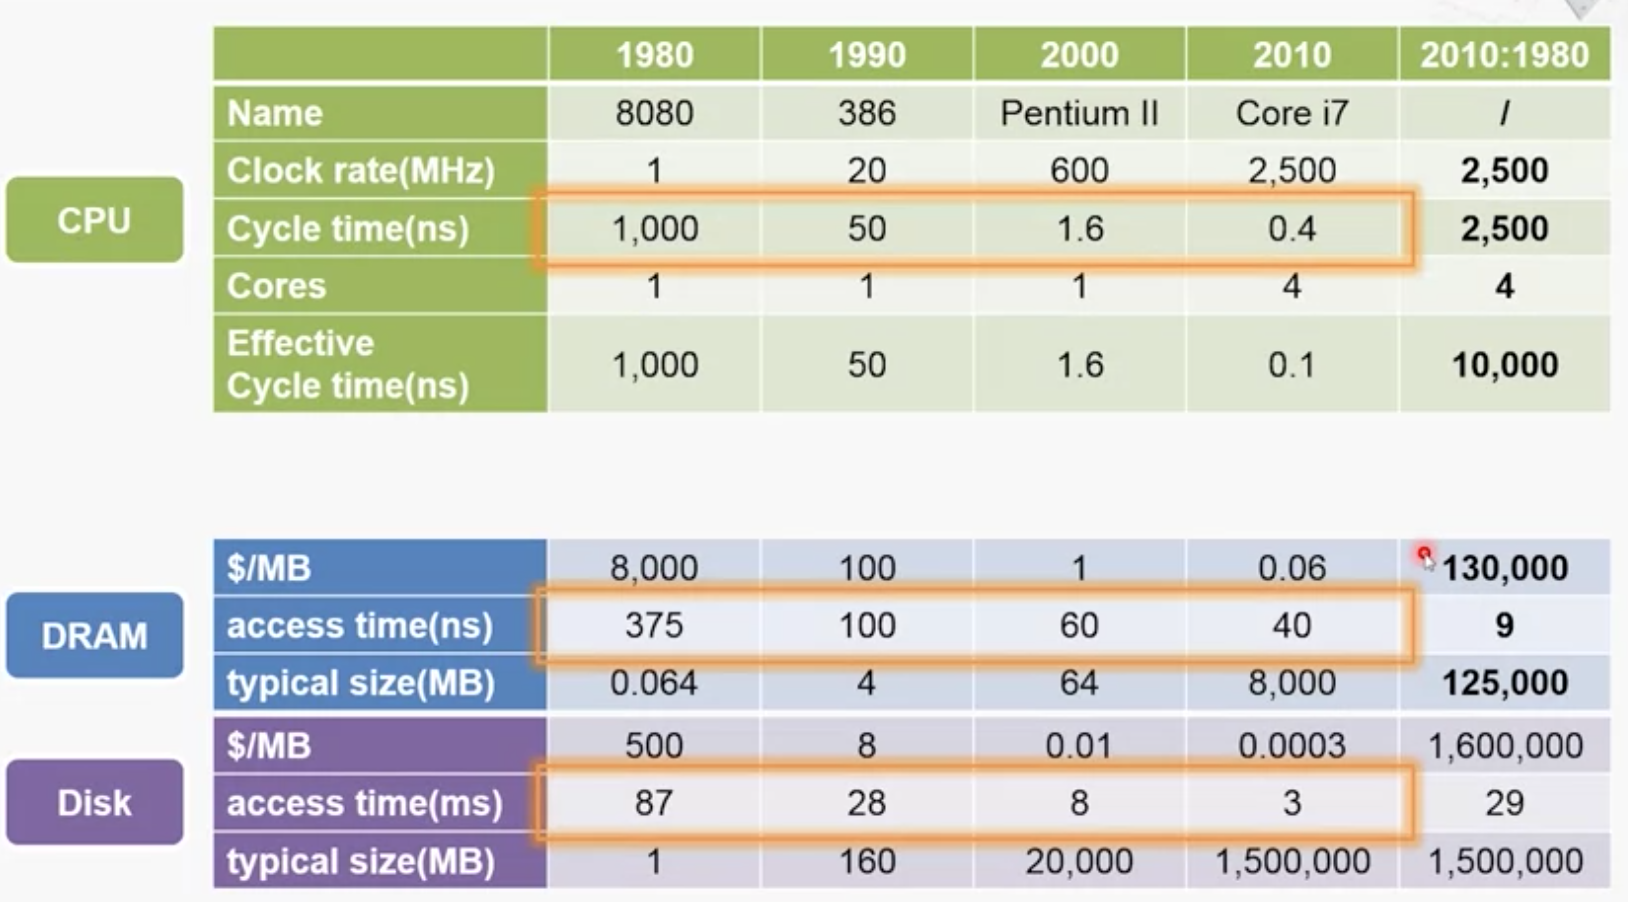 1980 1990 2000 2010 2010:1980
Name 8080 386 Pentium II Core i7 /
Clock rate(MHz) 1 20 600 2,500 2,500
CPU
Cycle time(ns) 1,000 50 1.6 0.4 2,500
Cores 1 1 1 4 4
Effective
Cycle time(ns) 1,000 50 1.6 0.1 10,000
$/MB 8,000 100 1 0.06 130,000
DRAM
access time(ns) 375 100 60 40 9
typical size(MB) 0.064 4 64 8,000 125,000
$/MB 500 8 0.01 0.0003 1,600,000
Disk
access time(ms) 87 28 8 3 29
typical size(MB) 1 160 20,000 1,500,000 1,500,000